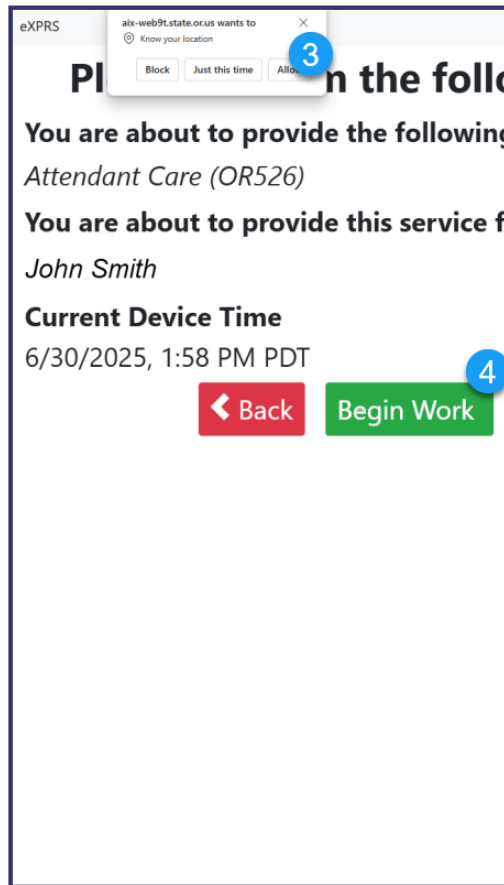 eXPRS
aix-web9t.state.or.us wants to
Know your location
Block Just this time
3
the follo
You are about to provide the following
Attendant Care (OR526)
You are about to provide this service f
John Smith
Current Device Time
6/30/2025, 1:58 PM PDT
4
Back Begin Work